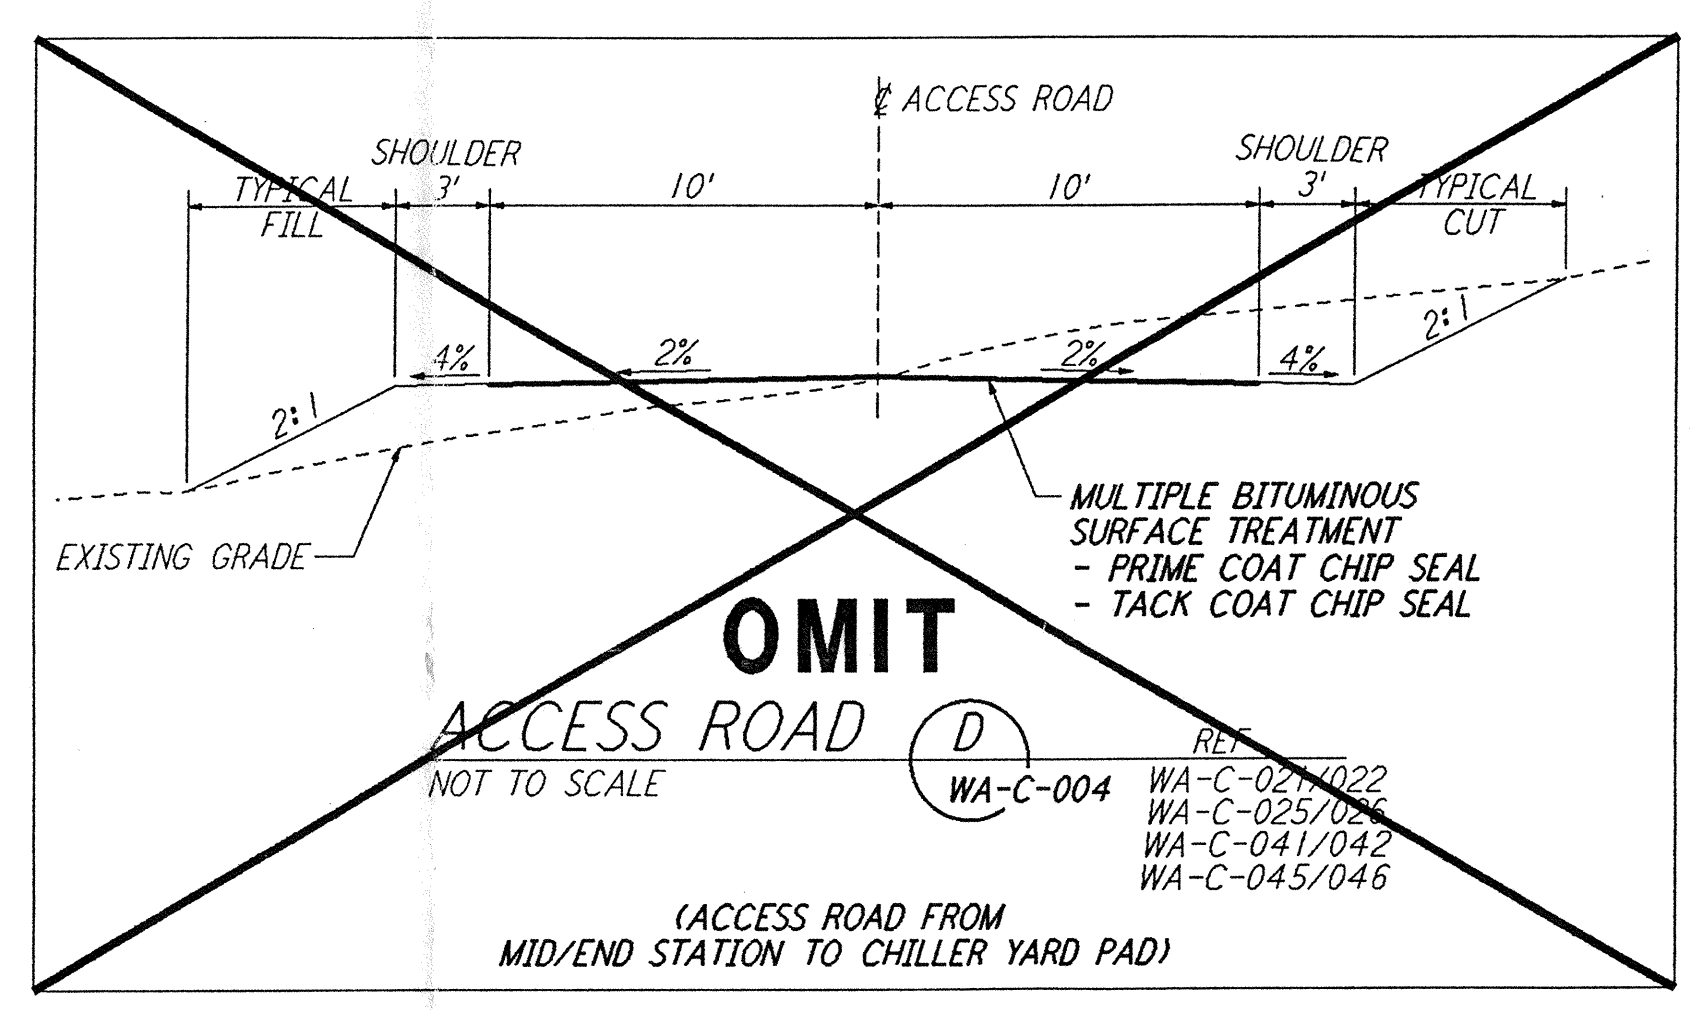 ℄ ACCESS ROAD
SHOULDER
SHOULDER
TYPICAL
FILL
3'
10'
10'
3'
TYPICAL
CUT
2:1
4%
2%
2%
4%
2:1
EXISTING GRADE
MULTIPLE BITUMINOUS
SURFACE TREATMENT
- PRIME COAT CHIP SEAL
- TACK COAT CHIP SEAL
OMIT
ACCESS ROAD
NOT TO SCALE
D
WA-C-004
REF
WA-C-021/022
WA-C-025/026
WA-C-041/042
WA-C-045/046
(ACCESS ROAD FROM
MID/END STATION TO CHILLER YARD PAD)